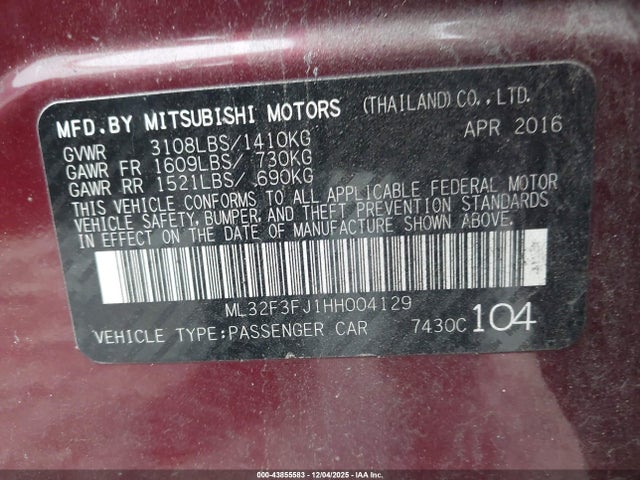 MFD.BY MITSUBISHI MOTORS (THAILAND) CO.,LTD.
GVWR 3108LBS/1410KG APR 2016
GAWR FR 1609LBS/ 730KG
GAWR RR 1521LBS/ 690KG
THIS VEHICLE CONFORMS TO ALL APPLICABLE FEDERAL MOTOR
VEHICLE SAFETY, BUMPER, AND THEFT PREVENTION STANDARDS
IN EFFECT ON THE DATE OF MANUFACTURE SHOWN ABOVE.
ML32F3FJ1HH004129
VEHICLE TYPE:PASSENGER CAR 7430C 104
000-43855583 - 12/04/2025 - IAA Inc.